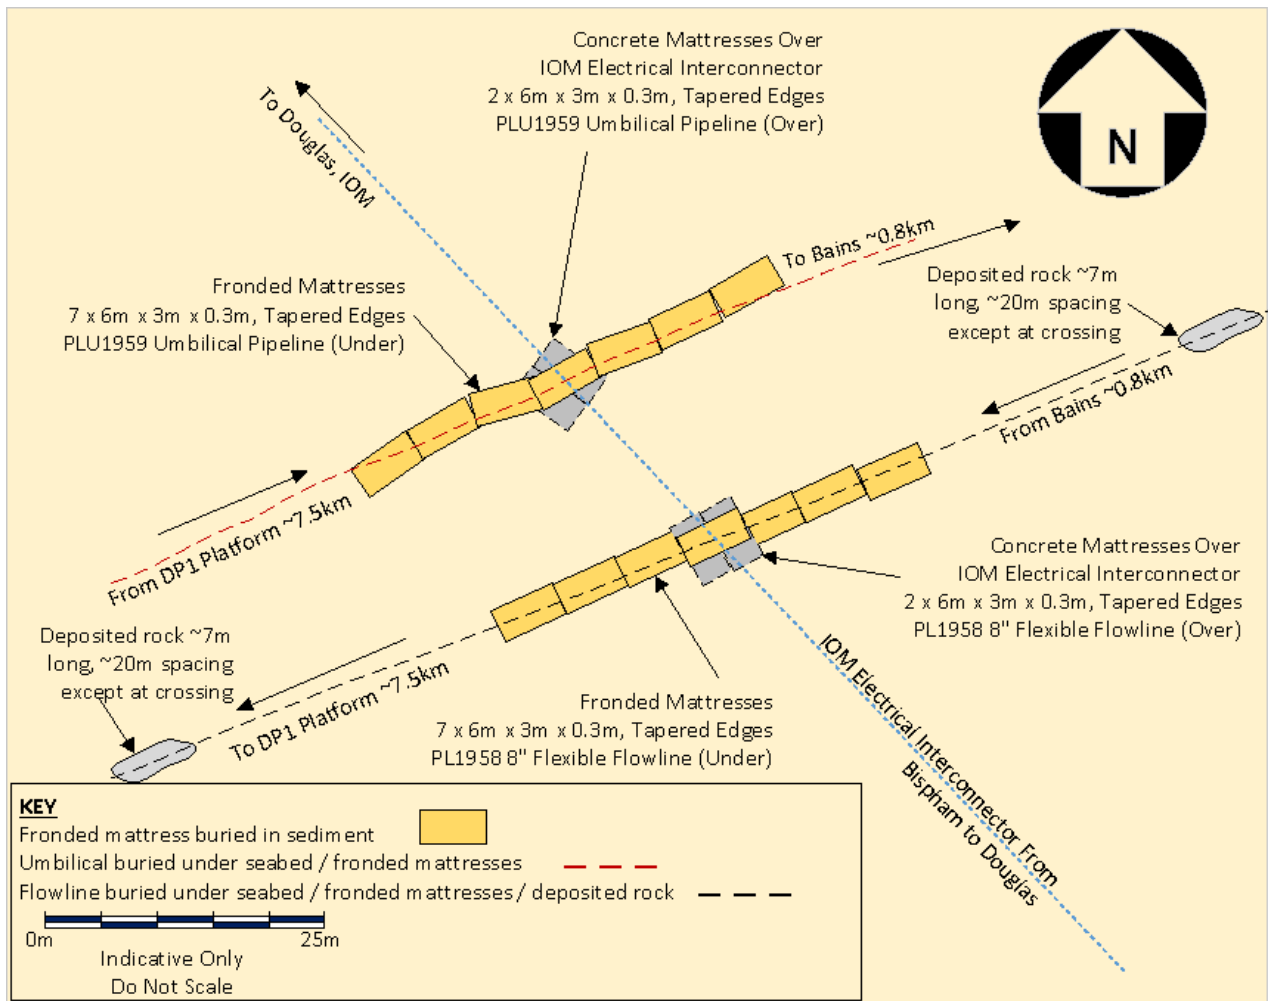 Concrete Mattresses Over
IOM Electrical Interconnector
2 x 6m x 3m x 0.3m, Tapered Edges
PLU1959 Umbilical Pipeline (Over)
N
To Douglas, IOM
To Bains ~0.8km
Fronded Mattresses
7 x 6m x 3m x 0.3m, Tapered Edges
PLU1959 Umbilical Pipeline (Under)
Deposited rock ~7m
long, ~20m spacing
except at crossing
From Bains ~0.8km
From DP1 Platform ~7.5km
Concrete Mattresses Over
IOM Electrical Interconnector
2 x 6m x 3m x 0.3m, Tapered Edges
PL1958 8" Flexible Flowline (Over)
Deposited rock ~7m
long, ~20m spacing
except at crossing
To DP1 Platform ~7.5km
Fronded Mattresses
7 x 6m x 3m x 0.3m, Tapered Edges
PL1958 8" Flexible Flowline (Under)
IOM Electrical Interconnector From
Bispham to Douglas
KEY
Fronded mattress buried in sediment
Umbilical buried under seabed / fronded mattresses
Flowline buried under seabed / fronded mattresses / deposited rock
0m 25m
Indicative Only
Do Not Scale